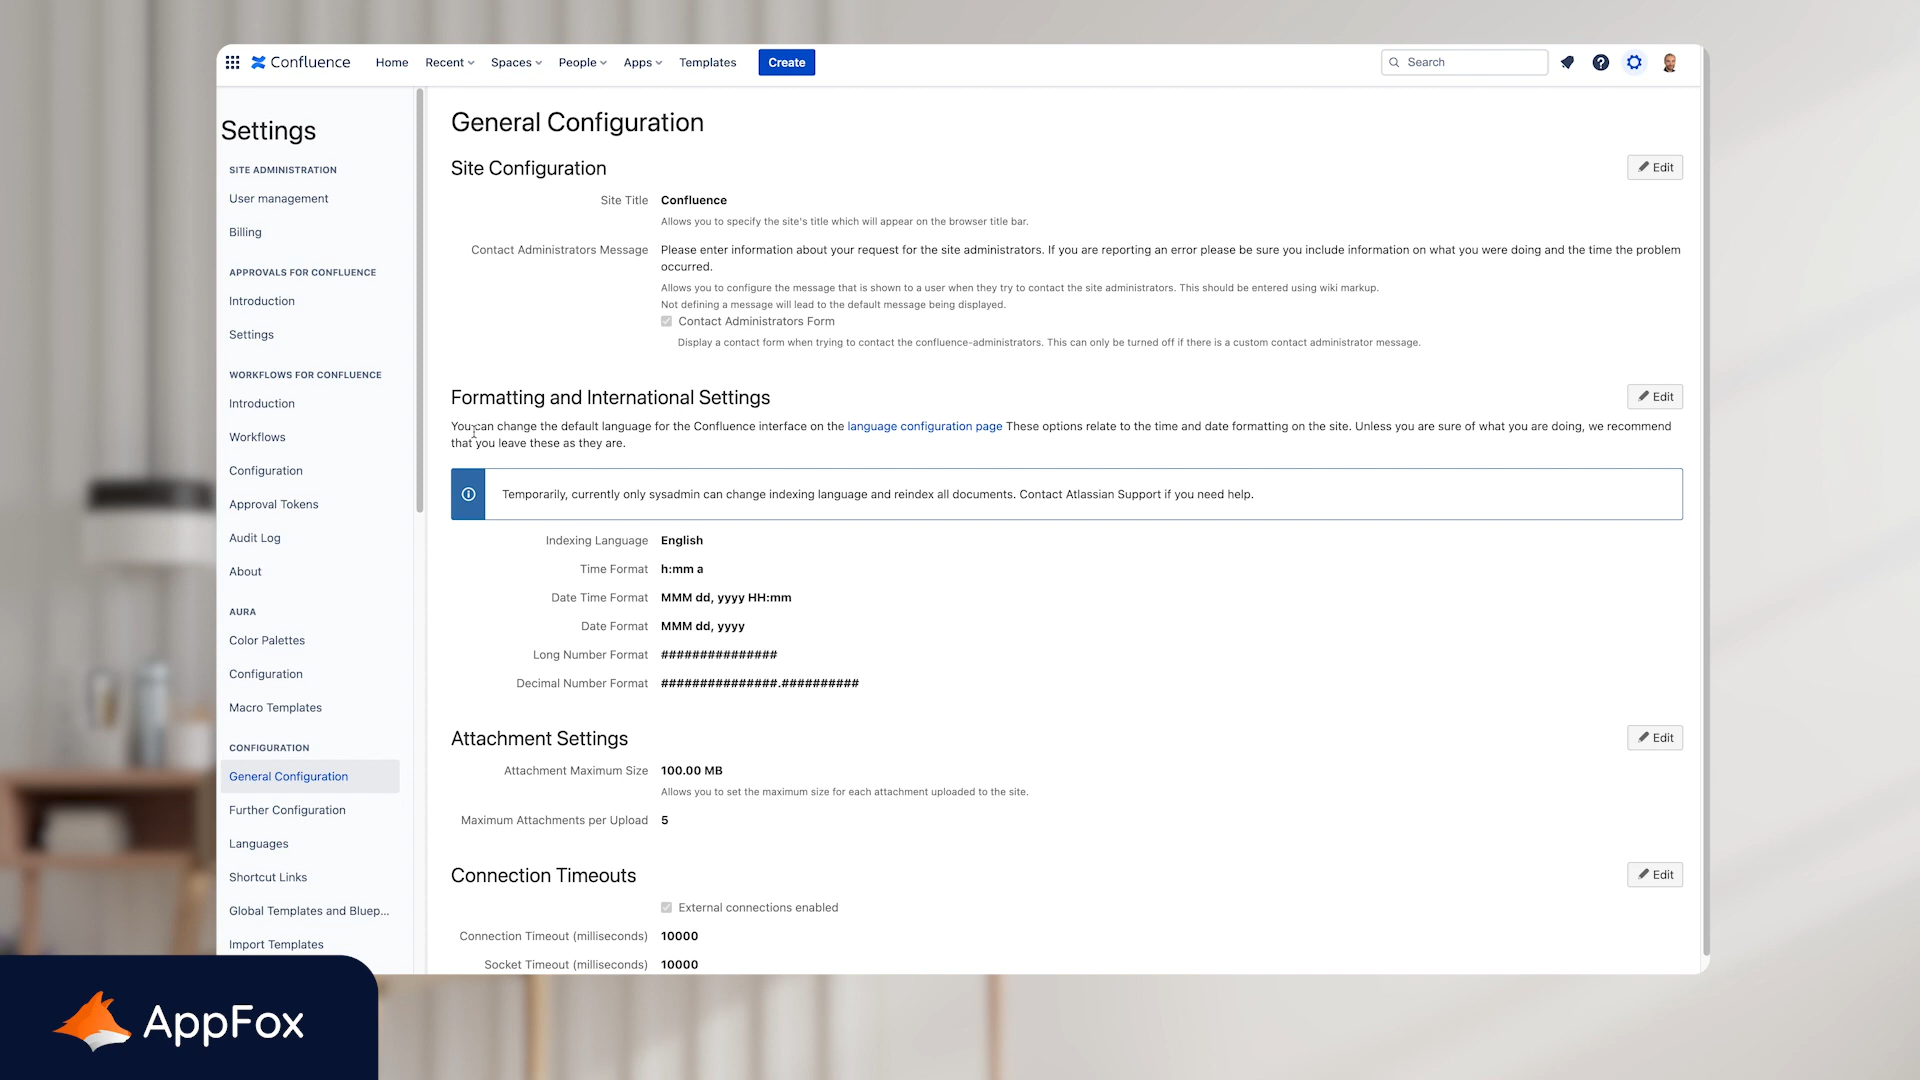 Confluence
Home
Recent
Spaces
People
Apps
Templates
Create
Search
Settings
SITE ADMINISTRATION
User management
Billing
APPROVALS FOR CONFLUENCE
Introduction
Settings
WORKFLOWS FOR CONFLUENCE
Introduction
Workflows
Configuration
Approval Tokens
Audit Log
About
AURA
Color Palettes
Configuration
Macro Templates
CONFIGURATION
General Configuration
Further Configuration
Languages
Shortcut Links
Global Templates and Bluep...
Import Templates
General Configuration
Site Configuration
Edit
Site Title Confluence
Allows you to specify the site's title which will appear on the browser title bar.
Contact Administrators Message Please enter information about your request for the site administrators. If you are reporting an error please be sure you include information on what you were doing and the time the problem
occurred.
Allows you to configure the message that is shown to a user when they try to contact the site administrators. This should be entered using wiki markup.
Not defining a message will lead to the default message being displayed.
Contact Administrators Form
Display a contact form when trying to contact the confluence-administrators. This can only be turned off if there is a custom contact administrator message.
Formatting and International Settings
Edit
You can change the default language for the Confluence interface on the language configuration page These options relate to the time and date formatting on the site. Unless you are sure of what you are doing, we recommend
that you leave these as they are.
Temporarily, currently only sysadmin can change indexing language and reindex all documents. Contact Atlassian Support if you need help.
Indexing Language English
Time Format h:mm a
Date Time Format MMM dd, yyyy HH:mm
Date Format MMM dd, yyyy
Long Number Format ###############
Decimal Number Format ###############.##########
Attachment Settings
Edit
Attachment Maximum Size 100.00 MB
Allows you to set the maximum size for each attachment uploaded to the site.
Maximum Attachments per Upload 5
Connection Timeouts
Edit
External connections enabled
Connection Timeout (milliseconds) 10000
Socket Timeout (milliseconds) 10000
AppFox